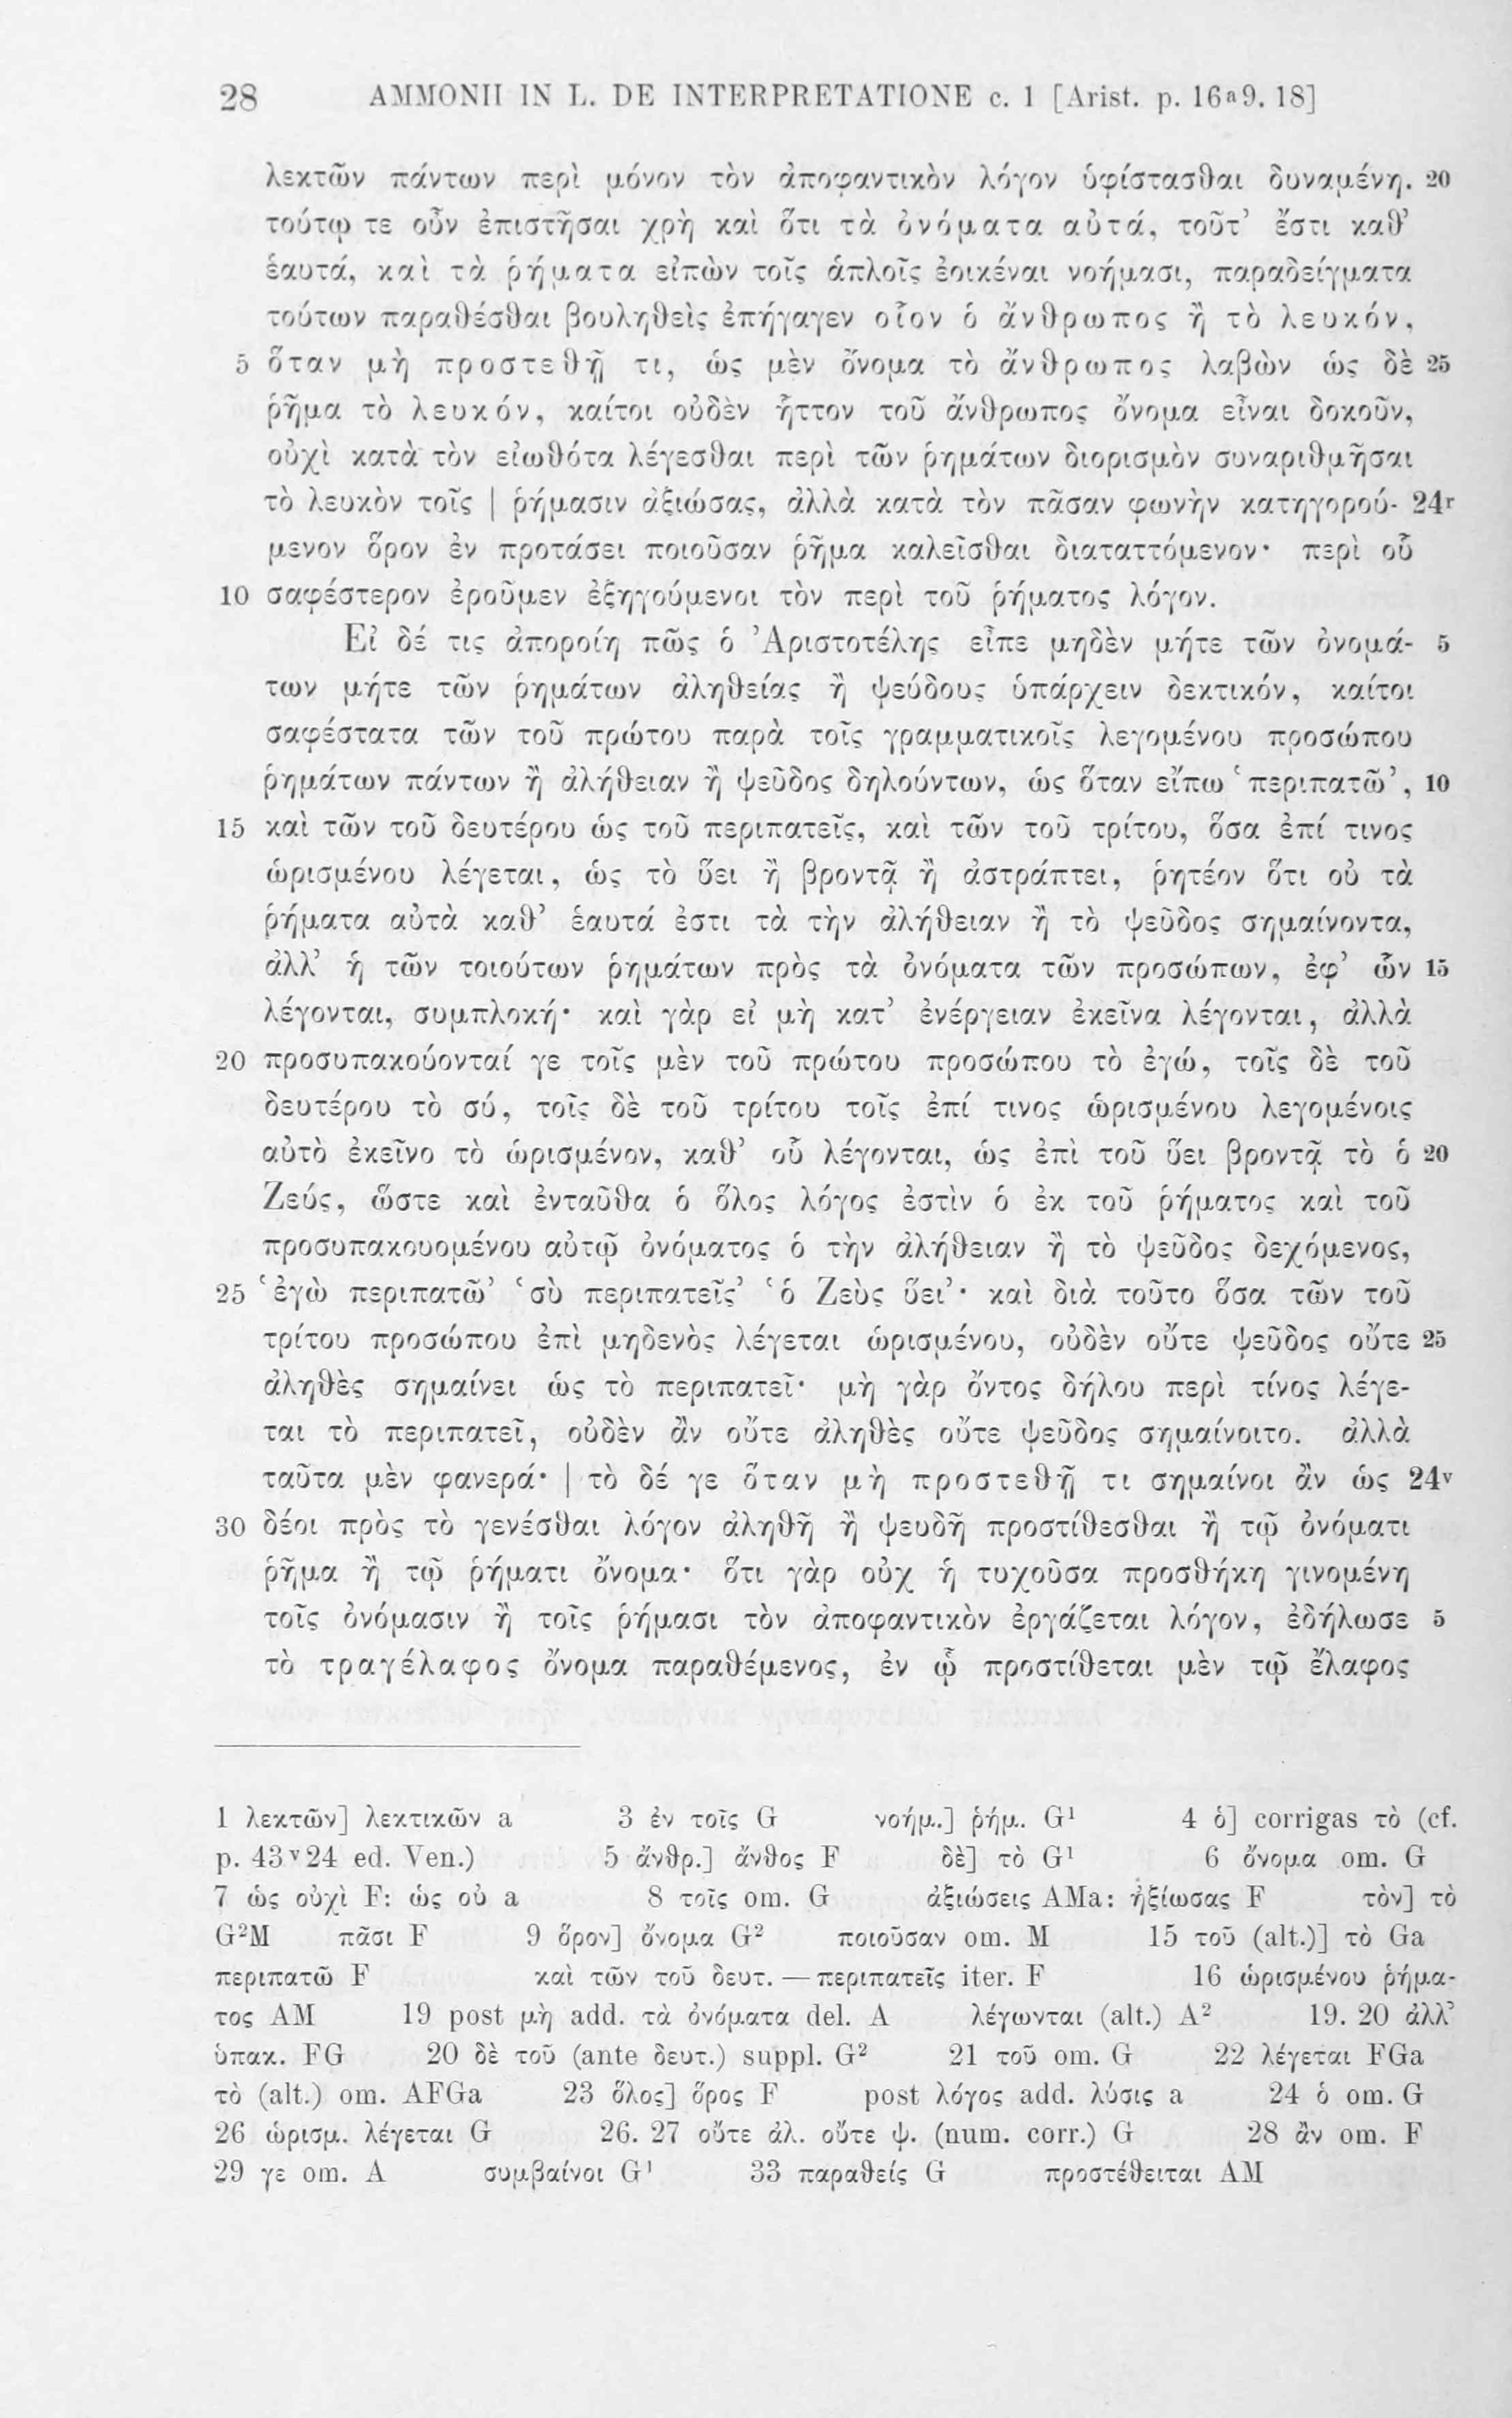 28 AMMONII IN L. DE INTERPRETATIONE c. 1 [Arist. p. 16ᵃ9. 18]
λεκτῶν πάντων περὶ μόνον τὸν ἀποφαντικὸν λόγον ὑφίστασθαι δυναμένη. 20
τούτῳ τε οὖν ἐπιστῆσαι χρὴ καὶ ὅτι τὰ ὀνόματα αὐτά, τοῦτ’ ἔστι καθ’
ἑαυτά, καὶ τὰ ῥήματα εἰπὼν τοῖς ἁπλοῖς ἐοικέναι νοήμασι, παραδείγματα
τούτων παραθέσθαι βουληθεὶς ἐπήγαγεν οἷον ὁ ἄνθρωπος ἢ τὸ λευκόν,
5 ὅταν μὴ προστεθῇ τι, ὡς μὲν ὄνομα τὸ ἄνθρωπος λαβὼν ὡς δὲ 25
ῥῆμα τὸ λευκόν, καίτοι οὐδὲν ἧττον τοῦ ἄνθρωπος ὄνομα εἶναι δοκοῦν,
οὐχὶ κατὰ τὸν εἰωθότα λέγεσθαι περὶ τῶν ῥημάτων διορισμὸν συναριθμῆσαι
τὸ λευκὸν τοῖς | ῥήμασιν ἀξιώσας, ἀλλὰ κατὰ τὸν πᾶσαν φωνὴν κατηγορού- 24ʳ
μενον ὅρον ἐν προτάσει ποιοῦσαν ῥῆμα καλεῖσθαι διαταττόμενον· περὶ οὗ
10 σαφέστερον ἐροῦμεν ἐξηγούμενοι τὸν περὶ τοῦ ῥήματος λόγον.
Εἰ δέ τις ἀποροίη πῶς ὁ Ἀριστοτέλης εἶπε μηδὲν μήτε τῶν ὀνομά- 5
των μήτε τῶν ῥημάτων ἀληθείας ἢ ψεύδους ὑπάρχειν δεκτικόν, καίτοι
σαφέστατα τῶν τοῦ πρώτου παρὰ τοῖς γραμματικοῖς λεγομένου προσώπου
ῥημάτων πάντων ἢ ἀλήθειαν ἢ ψεῦδος δηλούντων, ὡς ὅταν εἴπω ‘περιπατῶ’, 10
15 καὶ τῶν τοῦ δευτέρου ὡς τοῦ περιπατεῖς, καὶ τῶν τοῦ τρίτου, ὅσα ἐπί τινος
ὡρισμένου λέγεται, ὡς τὸ ὕει ἢ βροντᾷ ἢ ἀστράπτει, ῥητέον ὅτι οὐ τὰ
ῥήματα αὐτὰ καθ’ ἑαυτά ἐστι τὰ τὴν ἀλήθειαν ἢ τὸ ψεῦδος σημαίνοντα,
ἀλλ’ ἡ τῶν τοιούτων ῥημάτων πρὸς τὰ ὀνόματα τῶν προσώπων, ἐφ’ ὧν 15
λέγονται, συμπλοκή· καὶ γὰρ εἰ μὴ κατ’ ἐνέργειαν ἐκεῖνα λέγονται, ἀλλὰ
20 προσυπακούονταί γε τοῖς μὲν τοῦ πρώτου προσώπου τὸ ἐγώ, τοῖς δὲ τοῦ
δευτέρου τὸ σύ, τοῖς δὲ τοῦ τρίτου τοῖς ἐπί τινος ὡρισμένου λεγομένοις
αὐτὸ ἐκεῖνο τὸ ὡρισμένον, καθ’ οὗ λέγονται, ὡς ἐπὶ τοῦ ὕει βροντᾷ τὸ ὁ 20
Ζεύς, ὥστε καὶ ἐνταῦθα ὁ ὅλος λόγος ἐστὶν ὁ ἐκ τοῦ ῥήματος καὶ τοῦ
προσυπακουομένου αὐτῷ ὀνόματος ὁ τὴν ἀλήθειαν ἢ τὸ ψεῦδος δεχόμενος,
25 ‘ἐγὼ περιπατῶ’ ‘σὺ περιπατεῖς’ ‘ὁ Ζεὺς ὕει’· καὶ διὰ τοῦτο ὅσα τῶν τοῦ
τρίτου προσώπου ἐπὶ μηδενὸς λέγεται ὡρισμένου, οὐδὲν οὔτε ψεῦδος οὔτε 25
ἀληθὲς σημαίνει ὡς τὸ περιπατεῖ· μὴ γὰρ ὄντος δήλου περὶ τίνος λέγε-
ται τὸ περιπατεῖ, οὐδὲν ἂν οὔτε ἀληθὲς οὔτε ψεῦδος σημαίνοιτο. ἀλλὰ
ταῦτα μὲν φανερά· | τὸ δέ γε ὅταν μὴ προστεθῇ τι σημαίνοι ἂν ὡς 24ᵛ
30 δέοι πρὸς τὸ γενέσθαι λόγον ἀληθῆ ἢ ψευδῆ προστίθεσθαι ἢ τῷ ὀνόματι
ῥῆμα ἢ τῷ ῥήματι ὄνομα· ὅτι γὰρ οὐχ ἡ τυχοῦσα προσθήκη γινομένη
τοῖς ὀνόμασιν ἢ τοῖς ῥήμασι τὸν ἀποφαντικὸν ἐργάζεται λόγον, ἐδήλωσε 5
τὸ τραγέλαφος ὄνομα παραθέμενος, ἐν ᾧ προστίθεται μὲν τῷ ἔλαφος
1 λεκτῶν] λεκτικῶν a 3 ἐν τοῖς G νοήμ.] ῥήμ. G¹ 4 ὁ] corrigas τὸ (cf.
p. 43ᵛ24 ed. Ven.) 5 ἄνθρ.] ἄνθος F δὲ] τὸ G¹ 6 ὄνομα om. G
7 ὡς οὐχὶ F: ὡς οὐ a 8 τοῖς om. G ἀξιώσεις AMa: ἠξίωσας F τὸν] τὸ
G²M πᾶσι F 9 ὅρον] ὄνομα G² ποιοῦσαν om. M 15 τοῦ (alt.)] τὸ Ga
περιπατῶ F καὶ τῶν τοῦ δευτ. — περιπατεῖς iter. F 16 ὡρισμένου ῥήμα-
τος AM 19 post μὴ add. τὰ ὀνόματα del. A λέγωνται (alt.) A² 19. 20 ἀλλ’
ὑπακ. FG 20 δὲ τοῦ (ante δευτ.) suppl. G² 21 τοῦ om. G 22 λέγεται FGa
τὸ (alt.) om. AFGa 23 ὅλος] ὅρος F post λόγος add. λύσις a 24 ὁ om. G
26 ὡρισμ. λέγεται G 26. 27 οὔτε ἀλ. οὔτε ψ. (num. corr.) G 28 ἂν om. F
29 γε om. A συμβαίνοι G¹ 33 παραθείς G προστέθειται AM